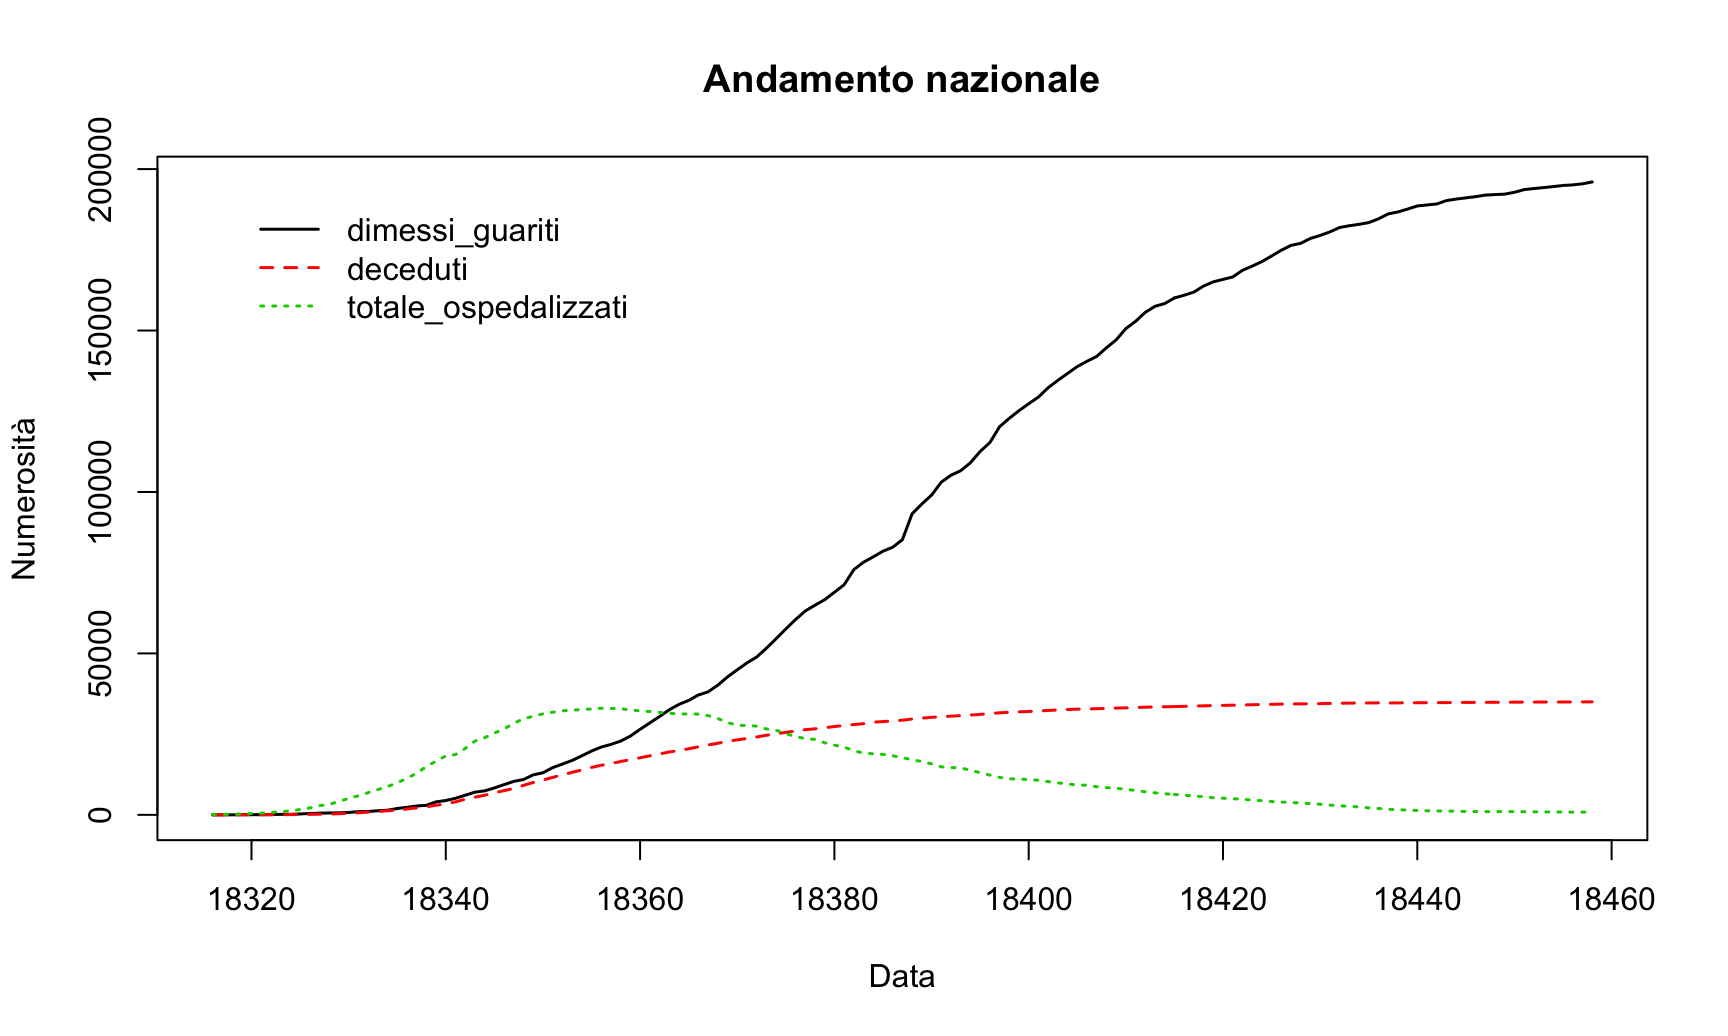 Andamento nazionale
200000
150000
100000
50000
0
Numerosità
dimessi_guariti
deceduti
totale_ospedalizzati
18320 18340 18360 18380 18400 18420 18440 18460
Data